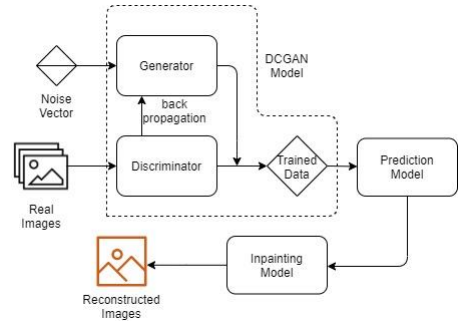 Generator
DCGAN
Model
Noise
Vector
back
propagation
Discriminator
Trained
Data
Prediction
Model
Real
Images
Inpainting
Model
Reconstructed
Images